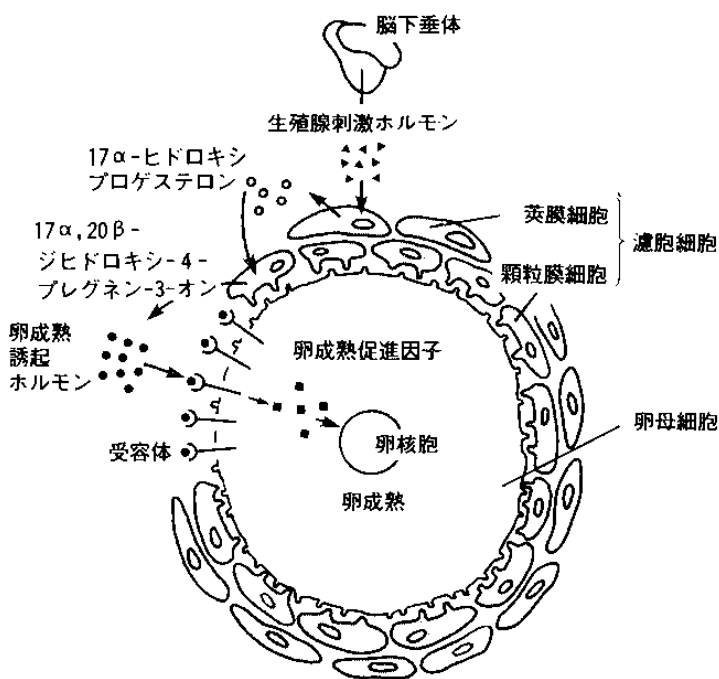 脳下垂体
生殖腺刺激ホルモン
17α-ヒドロキシ
プロゲステロン
莢膜細胞
濾胞細胞
顆粒膜細胞
17α,20β-
ジヒドロキシ-4-
プレグネン-3-オン
卵成熟
誘起
ホルモン
卵成熟促進因子
卵核胞
卵母細胞
受容体
卵成熟